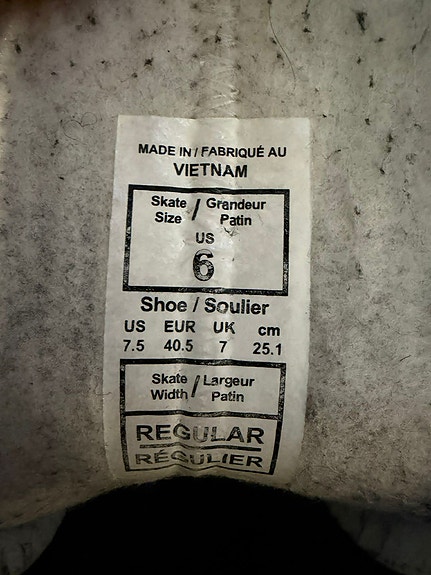 MADE IN / FABRIQUÉ AU
VIETNAM
Skate / Grandeur
Size Patin
US
6
Shoe / Soulier
US EUR UK cm
7.5 40.5 7 25.1
Skate / Largeur
Width Patin
REGULAR
RÉGULIER